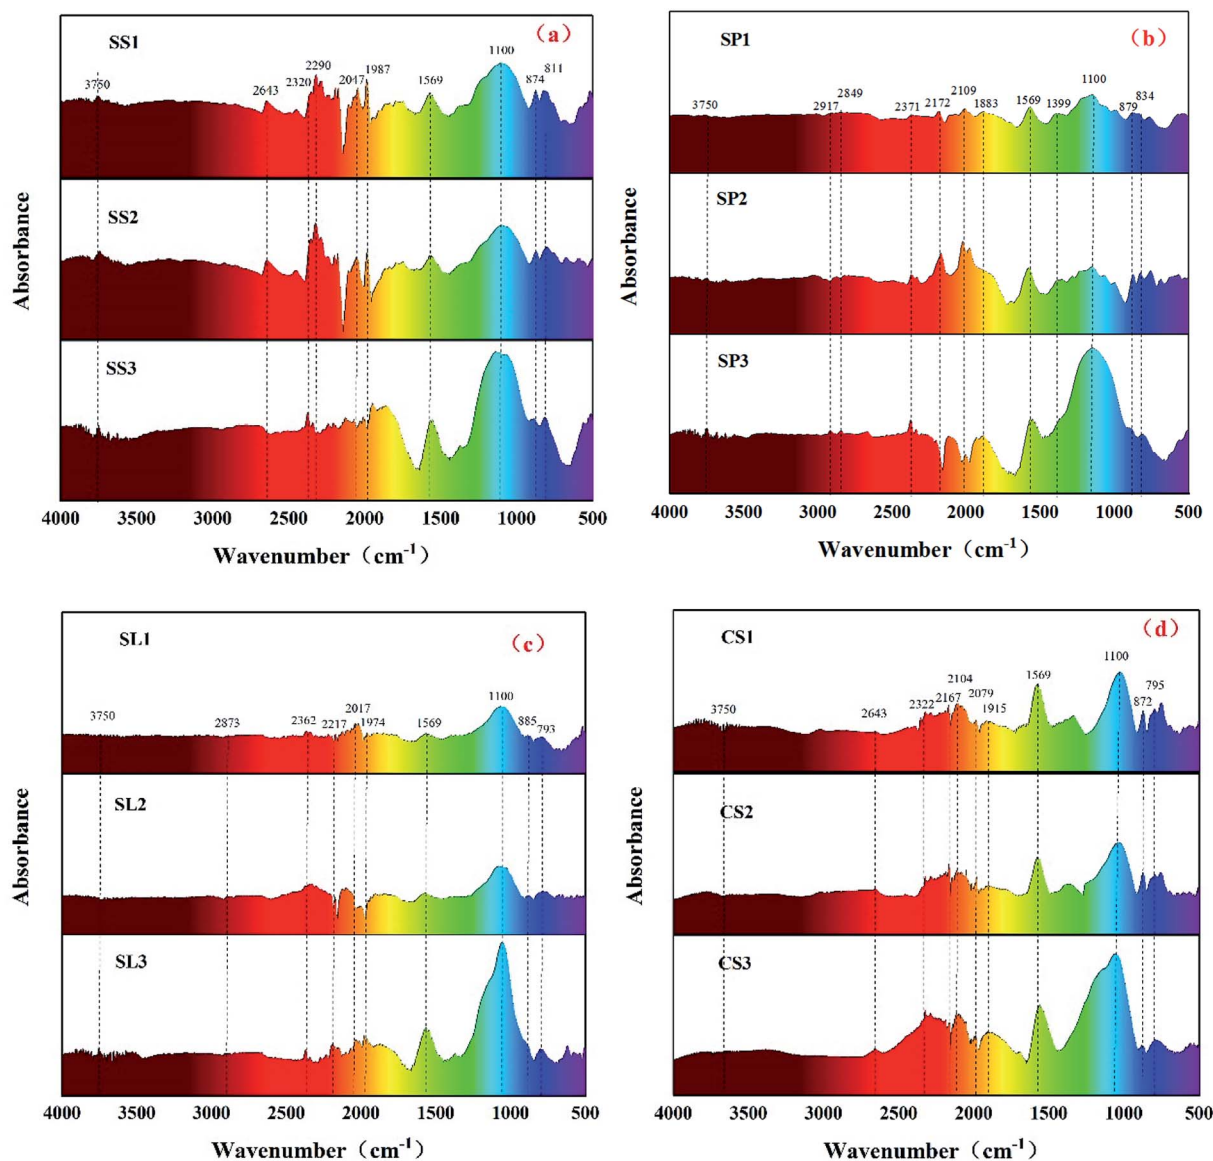 SS1
(a)
1100
3750
2643
2320
2290
2047
1987
1569
874
811
SS2
SS3
Absorbance
4000 3500 3000 2500 2000 1500 1000 500
Wavenumber（cm-1）
SP1
(b)
1100
3750
2917
2849
2371
2172
2109
1883
1569
1399
879
834
SP2
SP3
Absorbance
4000 3500 3000 2500 2000 1500 1000 500
Wavenumber（cm-1）
SL1
(c)
1100
3750
2873
2362
2217
2017
1974
1569
885
793
SL2
SL3
Absorbance
4000 3500 3000 2500 2000 1500 1000 500
Wavenumber（cm-1）
CS1
(d)
1100
3750
2643
2322
2167
2104
2079
1915
1569
872
795
CS2
CS3
Absorbance
4000 3500 3000 2500 2000 1500 1000 500
Wavenumber（cm-1）